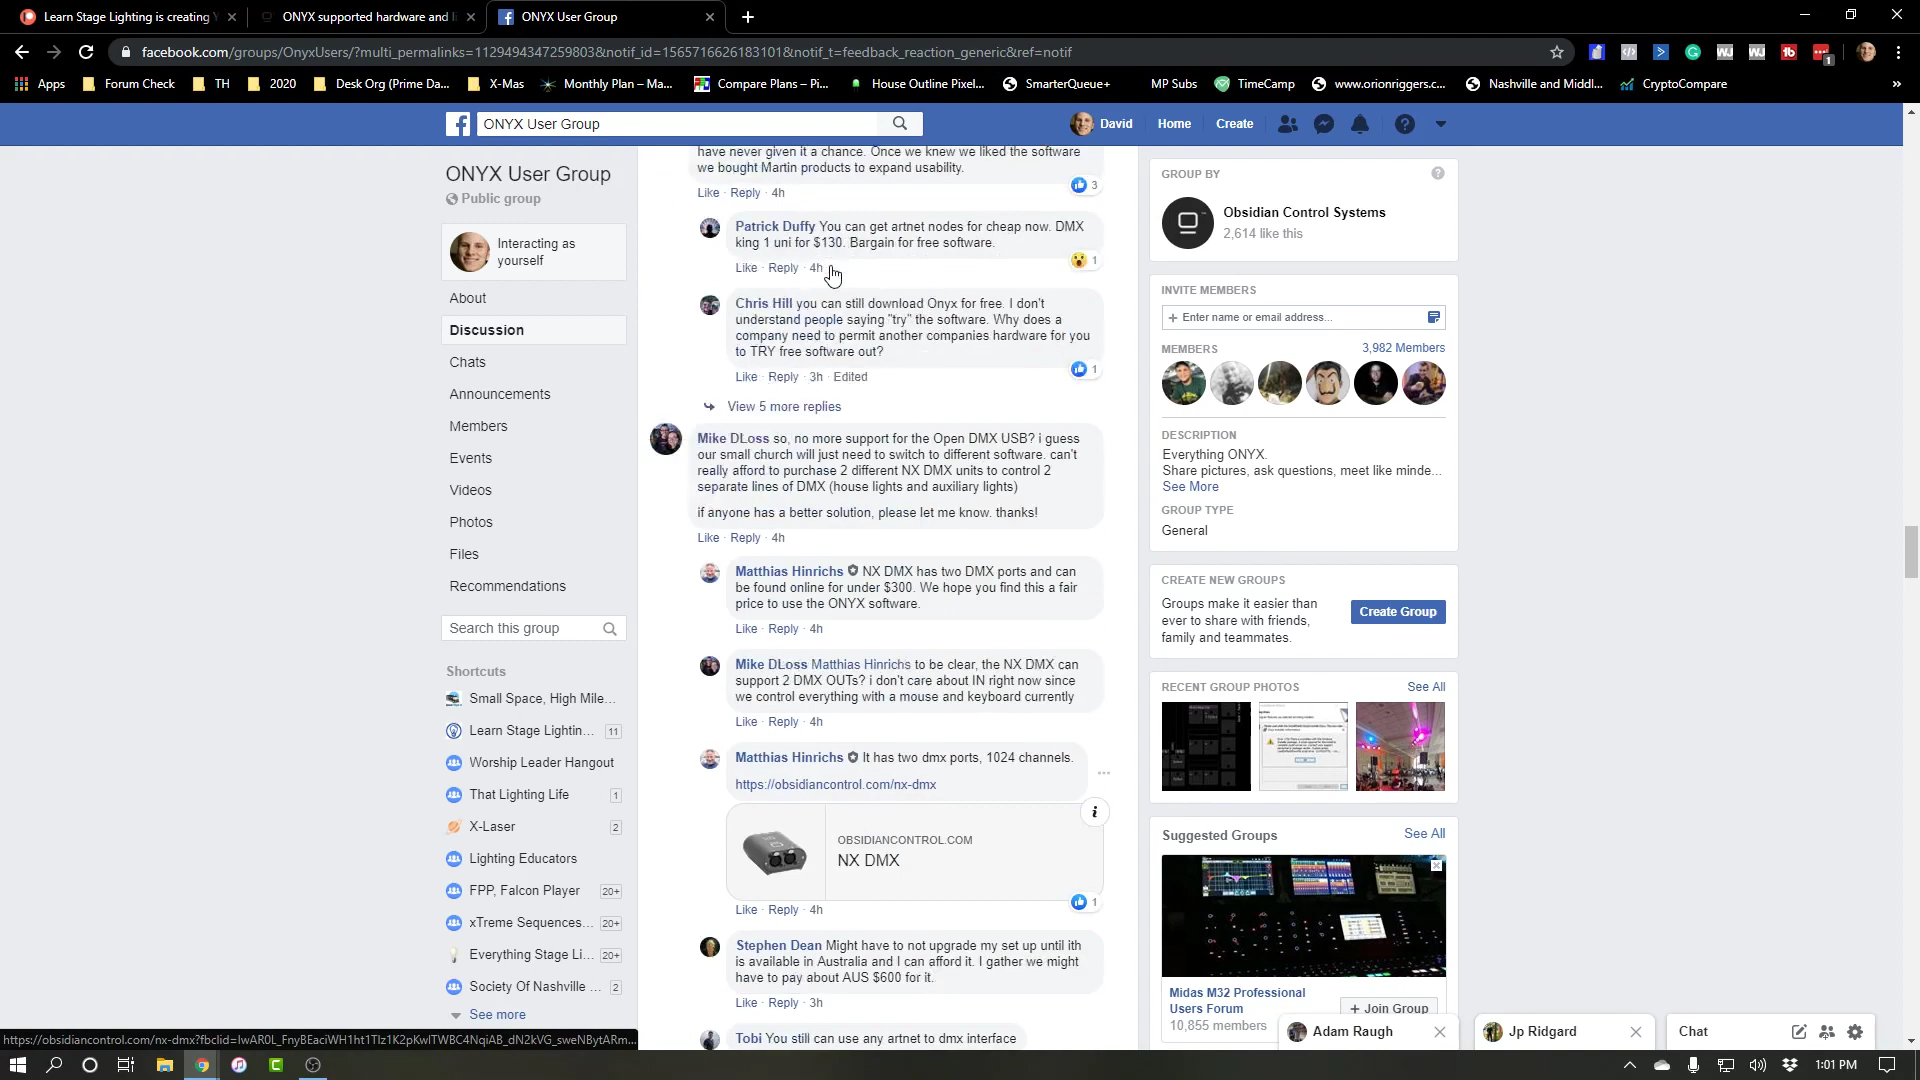 Learn Stage Lighting is creating
ONYX supported hardware and li
ONYX User Group
facebook.com/groups/OnyxUsers/?multi_permalinks=1129494347259803&notif_id=1565716626183101&notif_t=feedback_reaction_generic&ref=notif
Apps
Forum Check
TH
2020
Desk Org (Prime Da...
X-Mas
Monthly Plan – Ma...
Compare Plans – Pi...
House Outline Pixel...
SmarterQueue+
MP Subs
TimeCamp
www.orionriggers.c...
Nashville and Middl...
CryptoCompare
ONYX User Group
David
Home
Create
ONYX User Group
Public group
Interacting as
yourself
About
Discussion
Chats
Announcements
Members
Events
Videos
Photos
Files
Recommendations
Search this group
Shortcuts
Small Space, High Mile...
Learn Stage Lightin... 11
Worship Leader Hangout
That Lighting Life 1
X-Laser 2
Lighting Educators
FPP, Falcon Player 20+
xTreme Sequences... 20+
Everything Stage Li... 20+
Society Of Nashville ... 2
See more
have never given it a chance. Once we knew we liked the software
we bought Martin products to expand usability.
3
Like · Reply · 4h
Patrick Duffy You can get artnet nodes for cheap now. DMX
king 1 uni for $130. Bargain for free software.
1
Like · Reply · 4h
Chris Hill you can still download Onyx for free. I don't
understand people saying "try" the software. Why does a
company need to permit another companies hardware for you
to TRY free software out?
1
Like · Reply · 3h · Edited
View 5 more replies
Mike DLoss so, no more support for the Open DMX USB? i guess
our small church will just need to switch to different software. can't
really afford to purchase 2 different NX DMX units to control 2
separate lines of DMX (house lights and auxiliary lights)
if anyone has a better solution, please let me know. thanks!
Like · Reply · 4h
Matthias Hinrichs NX DMX has two DMX ports and can
be found online for under $300. We hope you find this a fair
price to use the ONYX software.
Like · Reply · 4h
Mike DLoss Matthias Hinrichs to be clear, the NX DMX can
support 2 DMX OUTs? i don't care about IN right now since
we control everything with a mouse and keyboard currently
Like · Reply · 4h
Matthias Hinrichs It has two dmx ports, 1024 channels.
https://obsidiancontrol.com/nx-dmx
OBSIDIANCONTROL.COM
NX DMX
1
Like · Reply · 4h
Stephen Dean Might have to not upgrade my set up until ith
is available in Australia and I can afford it. I gather we might
have to pay about AUS $600 for it.
Like · Reply · 3h
Tobi You still can use any artnet to dmx interface
GROUP BY
Obsidian Control Systems
2,614 like this
INVITE MEMBERS
+ Enter name or email address...
MEMBERS
3,982 Members
DESCRIPTION
Everything ONYX.
Share pictures, ask questions, meet like minde...
See More
GROUP TYPE
General
CREATE NEW GROUPS
Groups make it easier than
ever to share with friends,
family and teammates.
Create Group
RECENT GROUP PHOTOS
See All
Suggested Groups
See All
Midas M32 Professional
Users Forum
10,855 members
+ Join Group
Adam Raugh
Jp Ridgard
Chat
1:01 PM